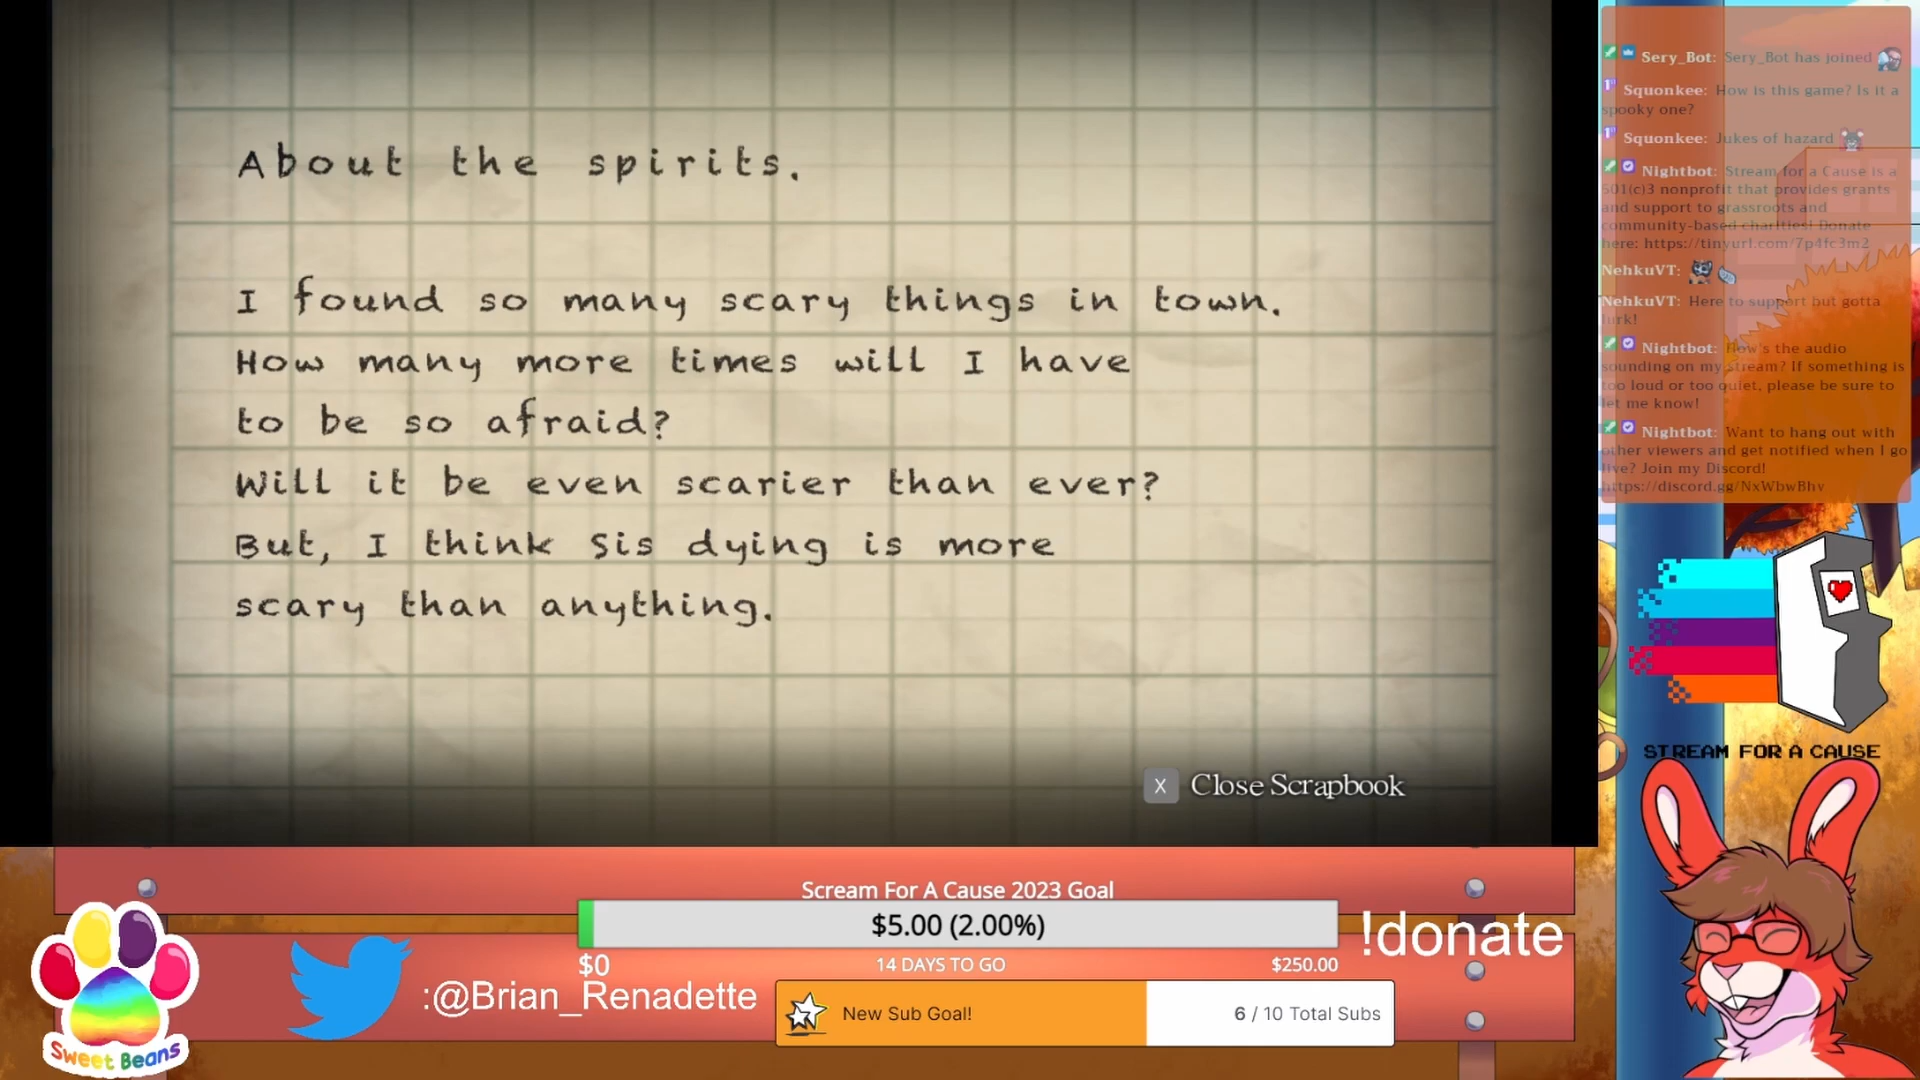 About the spirits.
I found so many scary things in town.
How many more times will I have
to be so afraid?
Will it be even scarier than ever?
But, I think Sis dying is more
scary than anything.
X Close Scrapbook
Sery_Bot: Sery_Bot has joined
Squonkee: How is this game? Is it a
spooky one?
Squonkee: Jukes of hazard
Nightbot: Stream for a Cause is a
501(c)3 nonprofit that provides grants
and support to grassroots and
community-based charities! Donate
here: https://tinyurl.com/7p4fc3m2
NehkuVT:
NehkuVT: Here to support but gotta
lurk!
Nightbot: How's the audio
sounding on my stream? If something is
too loud or too quiet, please be sure to
let me know!
Nightbot: Want to hang out with
other viewers and get notified when I go
live? Join my Discord!
https://discord.gg/NxWbwBhv
STREAM FOR A CAUSE
Scream For A Cause 2023 Goal
$5.00 (2.00%)
$0
14 DAYS TO GO
$250.00
!donate
:@Brian_Renadette
New Sub Goal!
6 / 10 Total Subs
Sweet Beans